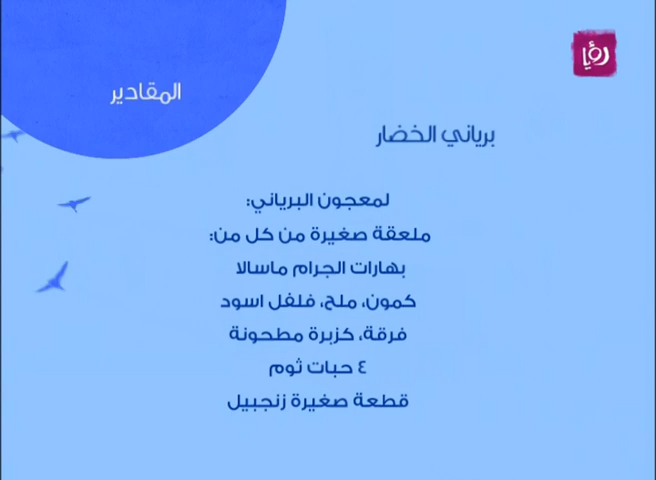 رؤيا
المقادير
برياني الخضار
لمعجون البرياني:
ملعقة صغيرة من كل من:
بهارات الجرام ماسالا
كمون، ملح، فلفل اسود
فرقة، كزبرة مطحونة
٤ حبات ثوم
قطعة صغيرة زنجبيل